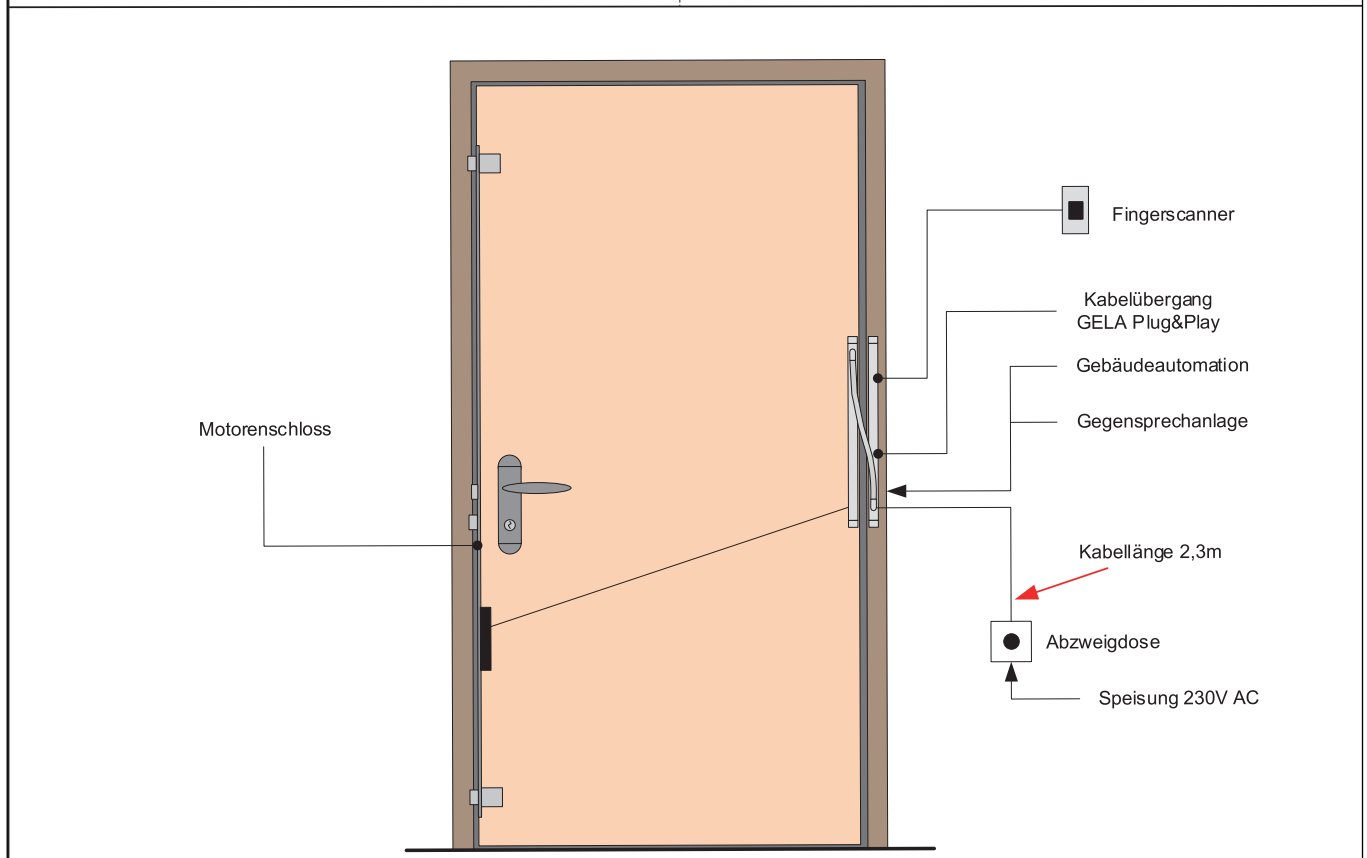 Fingerscanner
Kabelübergang
GELA Plug&Play
Gebäudeautomation
Gegensprechanlage
Motorenschloss
Kabellänge 2,3m
Abzweigdose
Speisung 230V AC